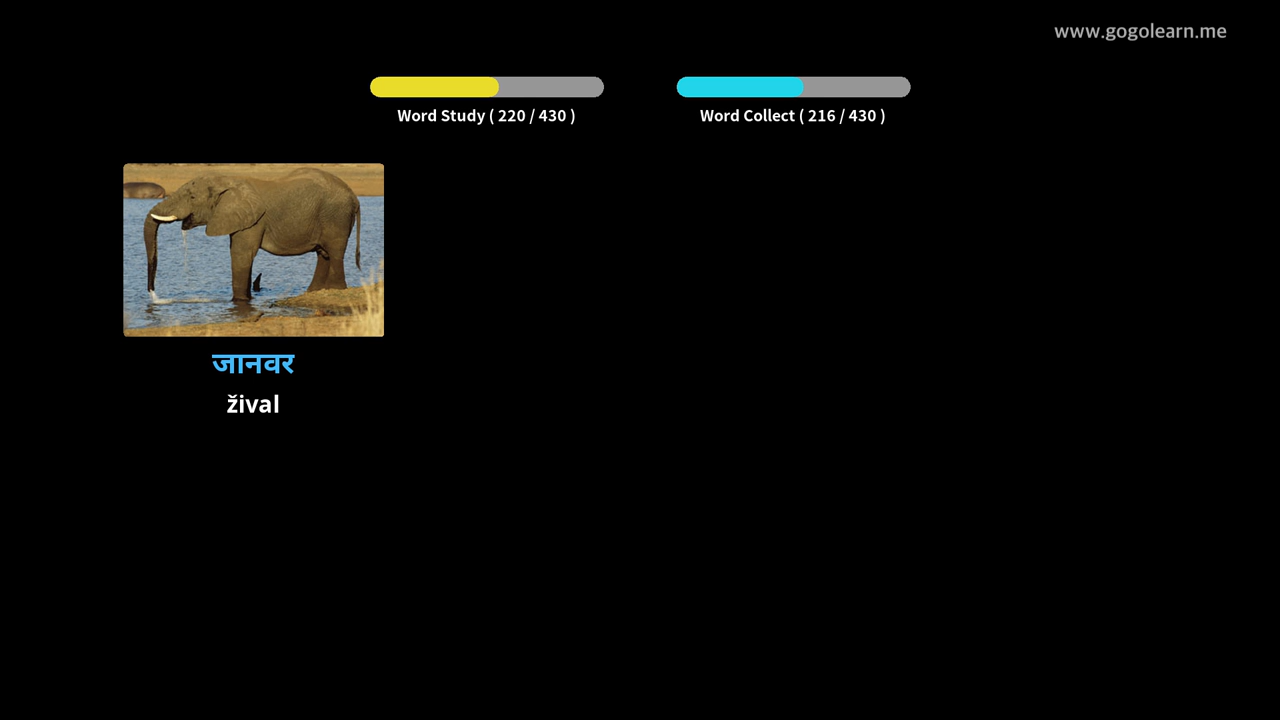 www.gogolearn.me
Word Study ( 220 / 430 )
Word Collect ( 216 / 430 )
जानवर
žival